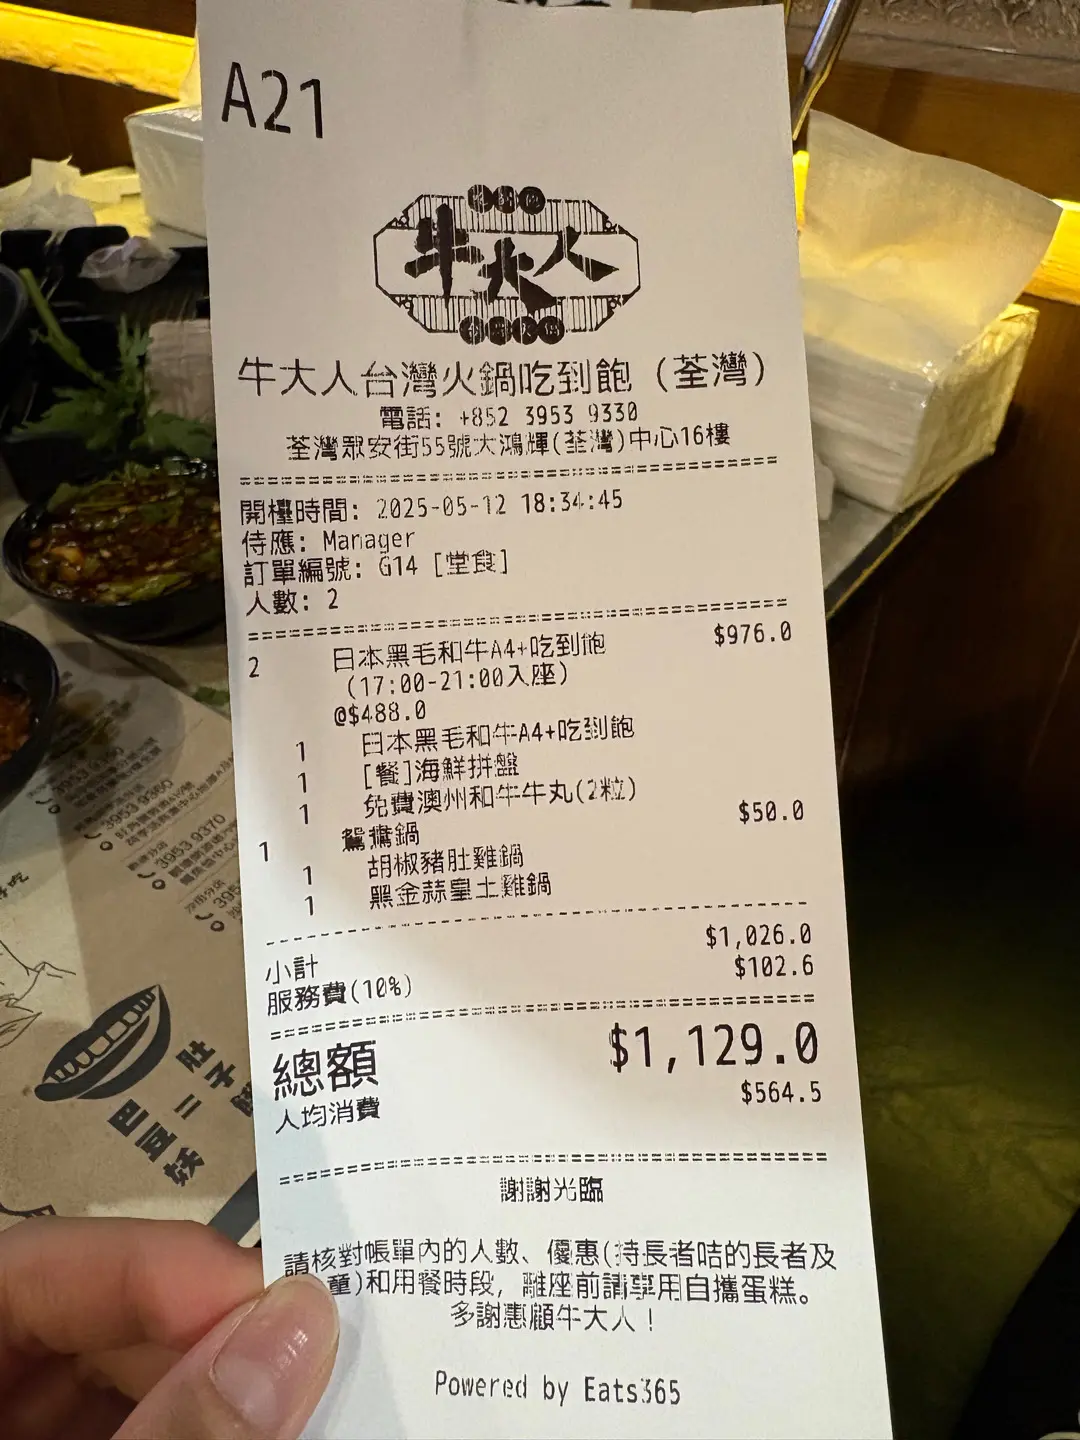 A21
牛大人
牛大人台灣火鍋吃到飽 (荃灣)
電話: +852 3953 9330
荃灣眾安街55號大鴻輝(荃灣)中心16樓
開檯時間: 2025-05-12 18:34:45
侍應: Manager
訂單編號: G14 [堂食]
人數: 2
2 日本黑毛和牛A4+吃到飽 $976.0
(17:00-21:00入座)
@$488.0
1 日本黑毛和牛A4+吃到飽
1 [餐]海鮮拼盤
1 免費澳州和牛牛丸(2粒)
1 鴛鴦鍋 $50.0
1 胡椒豬肚雞鍋
1 黑金蒜皇土雞鍋
小計 $1,026.0
服務費(10%) $102.6
總額 $1,129.0
人均消費 $564.5
謝謝光臨
請核對帳單內的人數、優惠(持長者咭的長者及
童)和用餐時段, 離座前請享用自攜蛋糕。
多謝惠顧牛大人!
Powered by Eats365
3953 9360
3953 9370
395